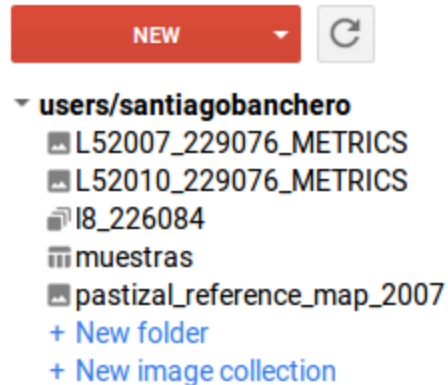 NEW
users/santiagobanchero
L52007_229076_METRICS
L52010_229076_METRICS
l8_226084
muestras
pastizal_reference_map_2007
+ New folder
+ New image collection